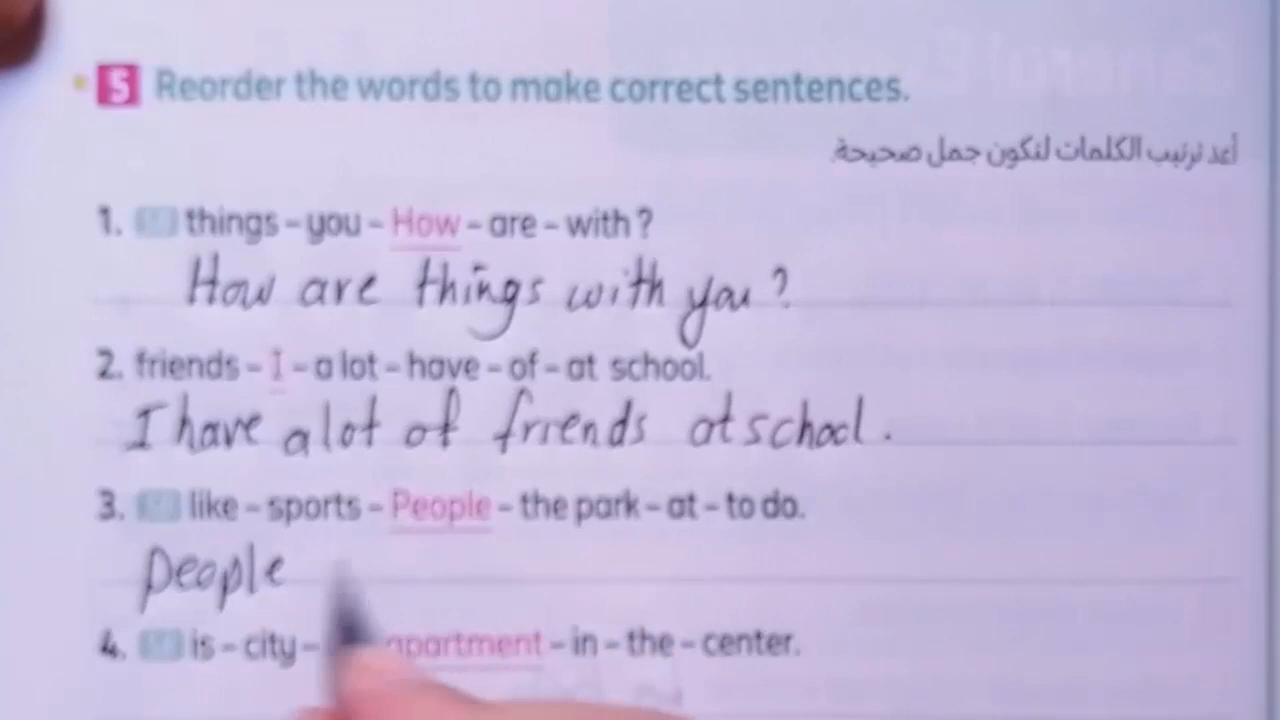 5 Reorder the words to make correct sentences.
أعد ترتيب الكلمات لتكون جمل صحيحة.
1. things – you – How – are – with?
How are things with you?
2. friends – I – a lot – have – of – at school.
I have a lot of friends at school.
3. like – sports – People – the park – at – to do.
people
4. is – city – apartment – in – the – center.